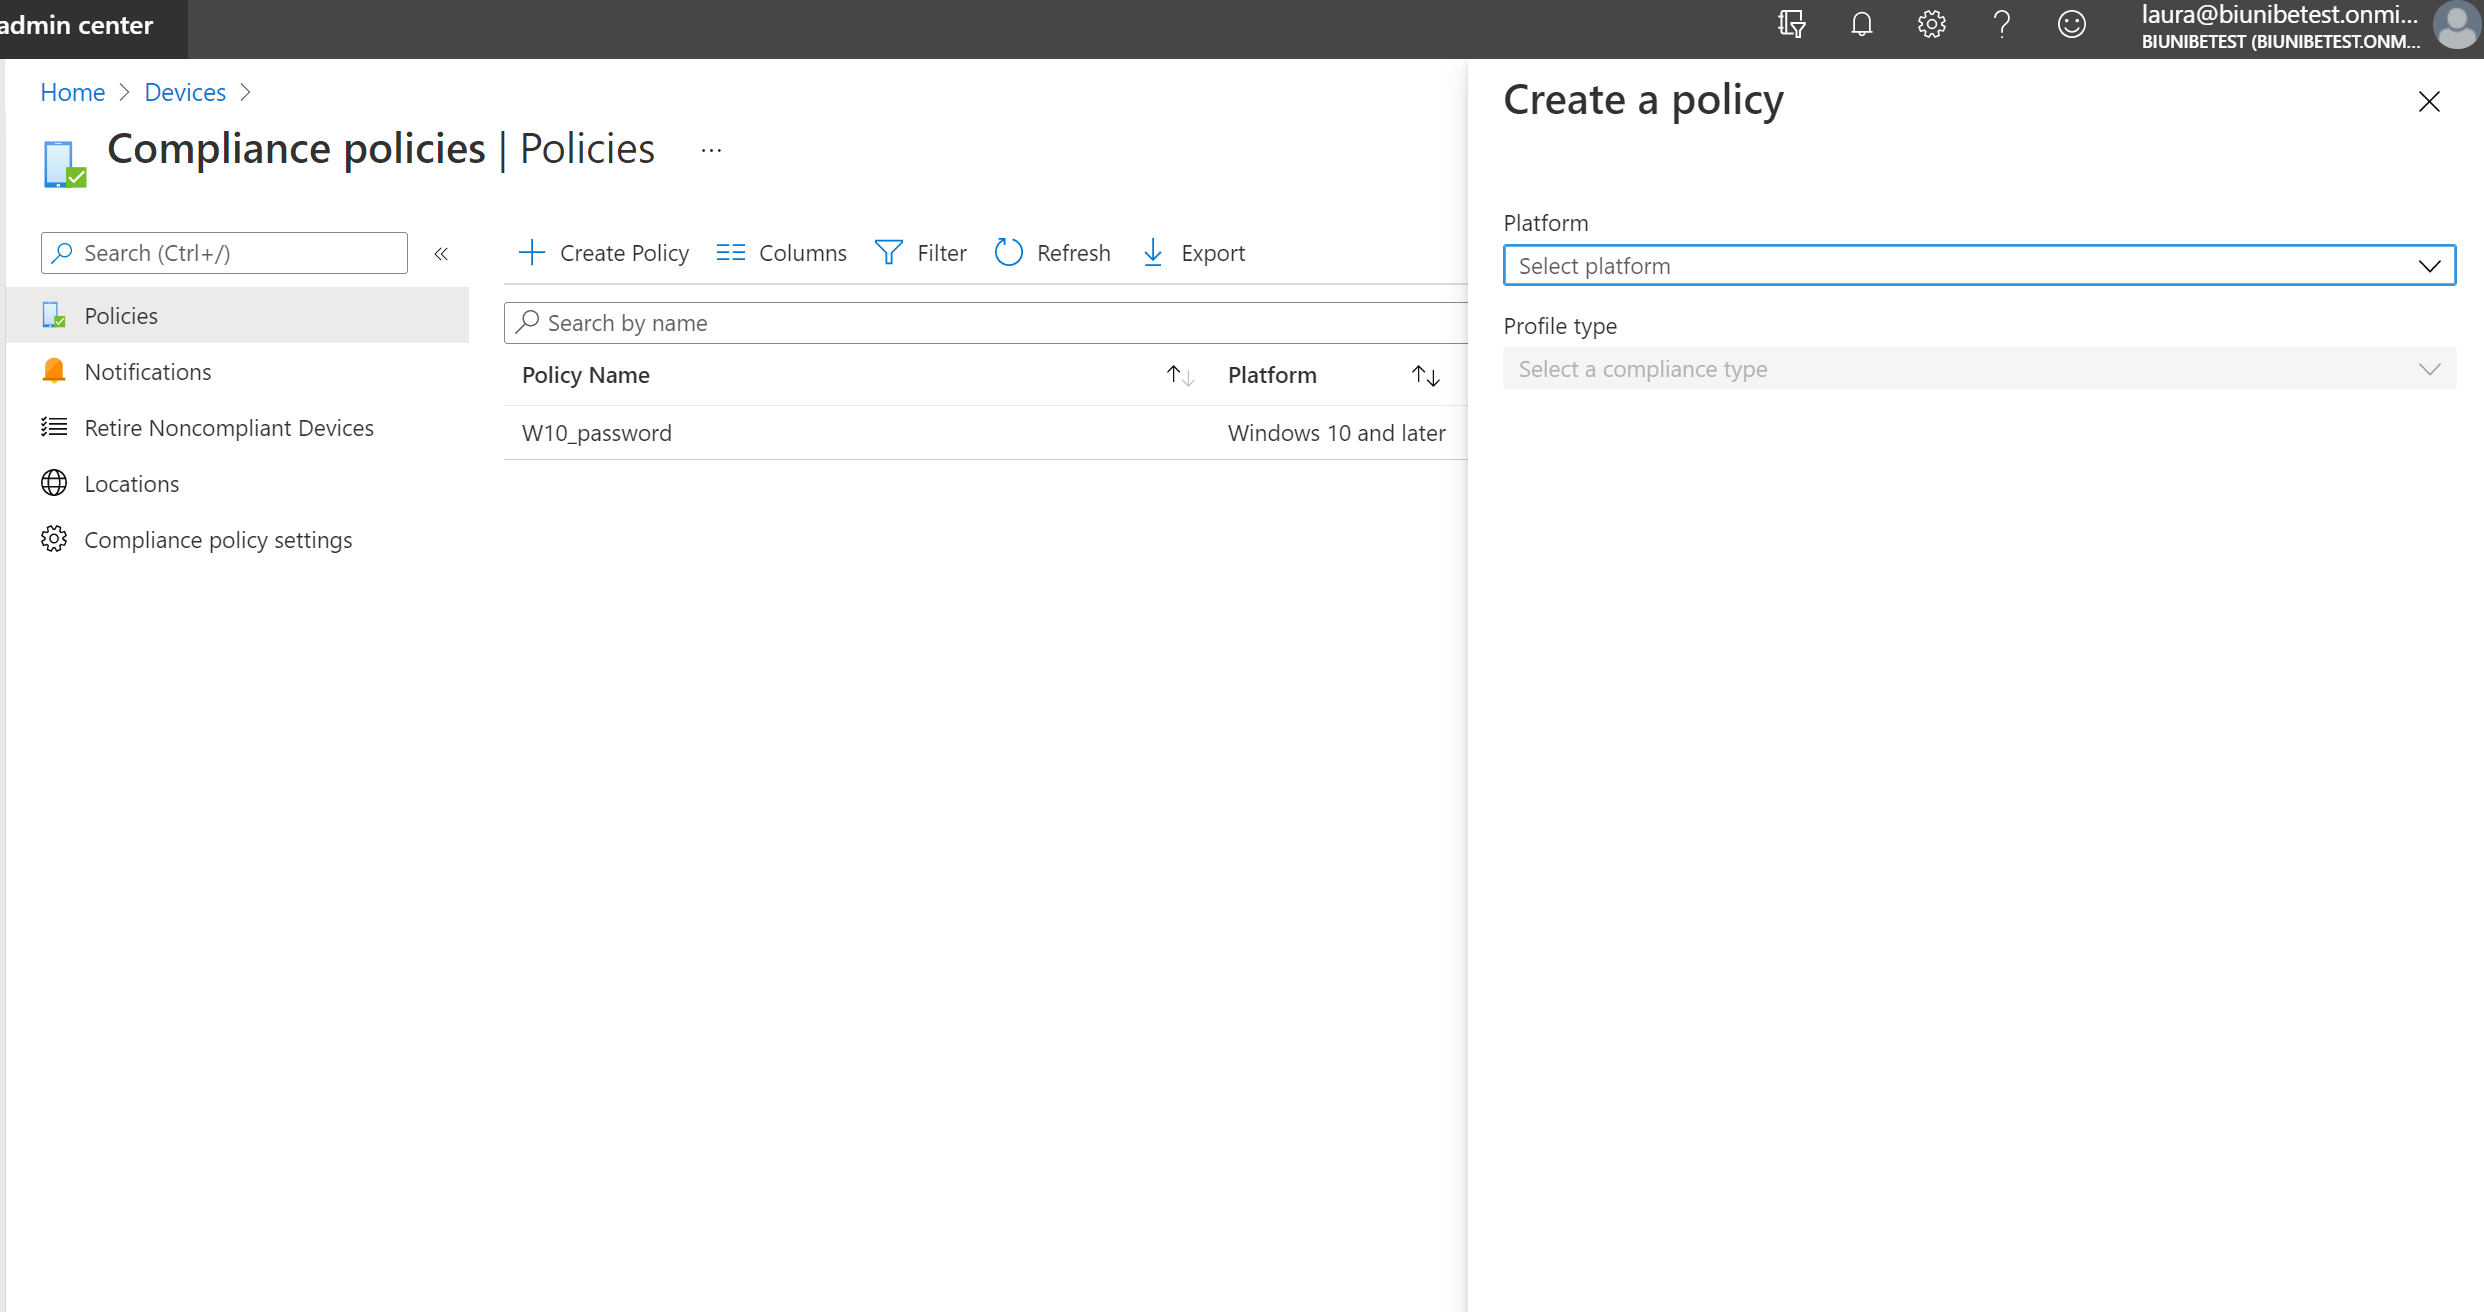 admin center
laura@biunibetest.onmi...
BIUNIBETEST (BIUNIBETEST.ONM...
Home
Devices
Compliance policies | Policies
...
Search (Ctrl+/)
«
Policies
Notifications
Retire Noncompliant Devices
Locations
Compliance policy settings
Create Policy
Columns
Filter
Refresh
Export
Search by name
Policy Name
Platform
W10_password
Windows 10 and later
Create a policy
Platform
Select platform
Profile type
Select a compliance type